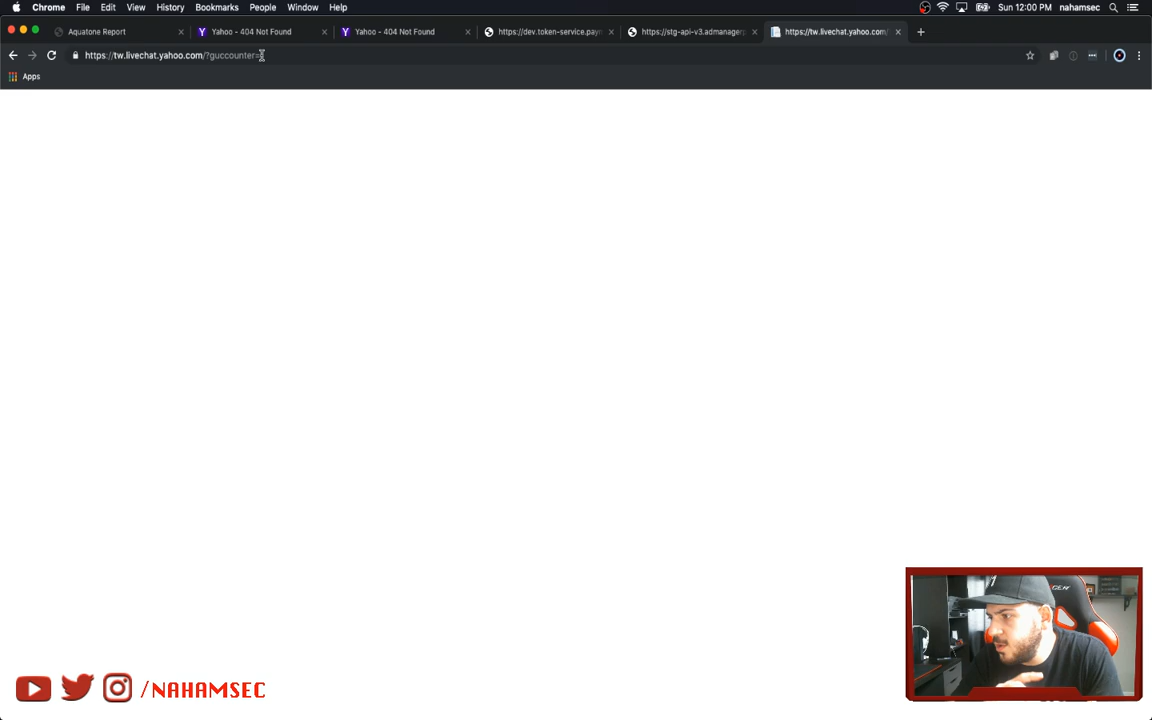 Chrome File Edit View History Bookmarks People Window Help Sun 12:00 PM nahamsec
Aquatone Report Yahoo - 404 Not Found Yahoo - 404 Not Found https://dev.token-service.paym https://stg-api-v3.admanager https://tw.livechat.yahoo.com/?
https://tw.livechat.yahoo.com/?guccounter=
Apps
/NAHAMSEC